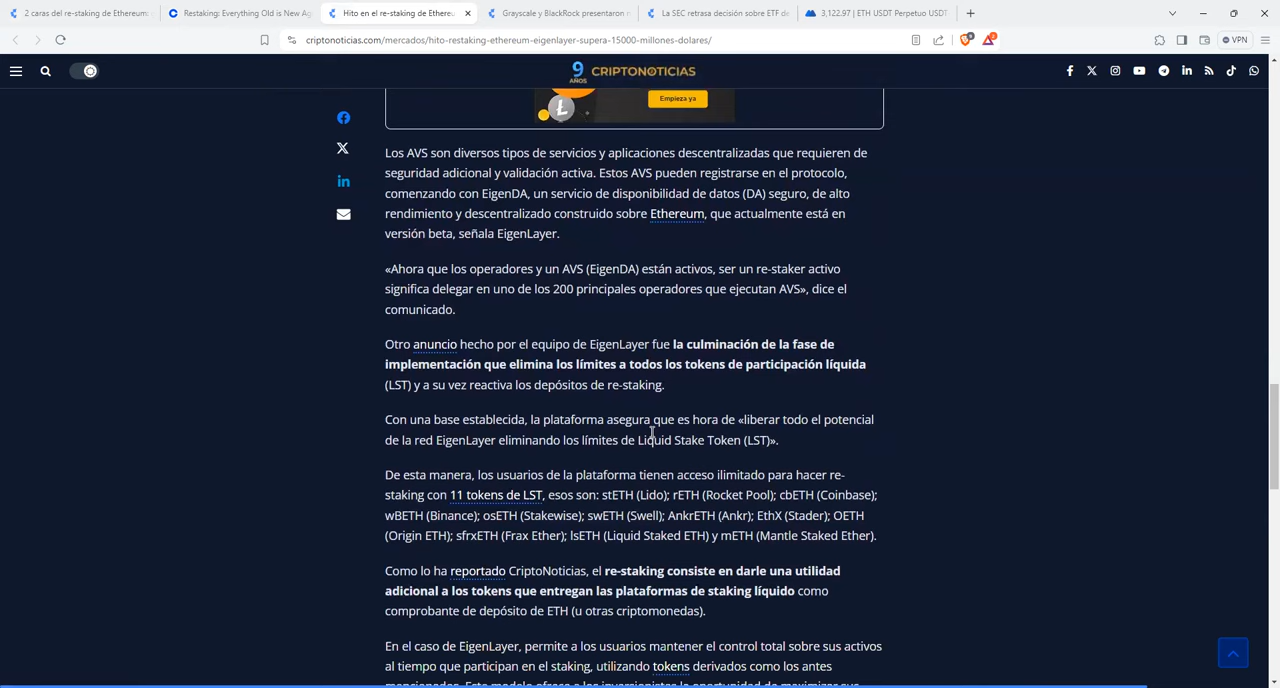 2 caras del re-staking de Ethereum:
Restaking: Everything Old is New Ag
Hito en el re-staking de Ethere
Grayscale y BlackRock presentaron n
La SEC retrasa decisión sobre ETF de
3,122.97 | ETH USDT Perpetuo USDT
criptonoticias.com/mercados/hito-restaking-ethereum-eigenlayer-supera-15000-millones-dolares/
VPN
9
AÑOS
CRIPTONOTICIAS
Empieza ya
Los AVS son diversos tipos de servicios y aplicaciones descentralizadas que requieren de
seguridad adicional y validación activa. Estos AVS pueden registrarse en el protocolo,
comenzando con EigenDA, un servicio de disponibilidad de datos (DA) seguro, de alto
rendimiento y descentralizado construido sobre Ethereum, que actualmente está en
versión beta, señala EigenLayer.
«Ahora que los operadores y un AVS (EigenDA) están activos, ser un re-staker activo
significa delegar en uno de los 200 principales operadores que ejecutan AVS», dice el
comunicado.
Otro anuncio hecho por el equipo de EigenLayer fue la culminación de la fase de
implementación que elimina los límites a todos los tokens de participación líquida
(LST) y a su vez reactiva los depósitos de re-staking.
Con una base establecida, la plataforma asegura que es hora de «liberar todo el potencial
de la red EigenLayer eliminando los límites de Liquid Stake Token (LST)».
De esta manera, los usuarios de la plataforma tienen acceso ilimitado para hacer re-
staking con 11 tokens de LST, esos son: stETH (Lido); rETH (Rocket Pool); cbETH (Coinbase);
wBETH (Binance); osETH (Stakewise); swETH (Swell); AnkrETH (Ankr); EthX (Stader); OETH
(Origin ETH); sfrxETH (Frax Ether); lsETH (Liquid Staked ETH) y mETH (Mantle Staked Ether).
Como lo ha reportado CriptoNoticias, el re-staking consiste en darle una utilidad
adicional a los tokens que entregan las plataformas de staking líquido como
comprobante de depósito de ETH (u otras criptomonedas).
En el caso de EigenLayer, permite a los usuarios mantener el control total sobre sus activos
al tiempo que participan en el staking, utilizando tokens derivados como los antes
mencionados. Este modelo ofrece a los inversionistas la oportunidad de maximizar sus